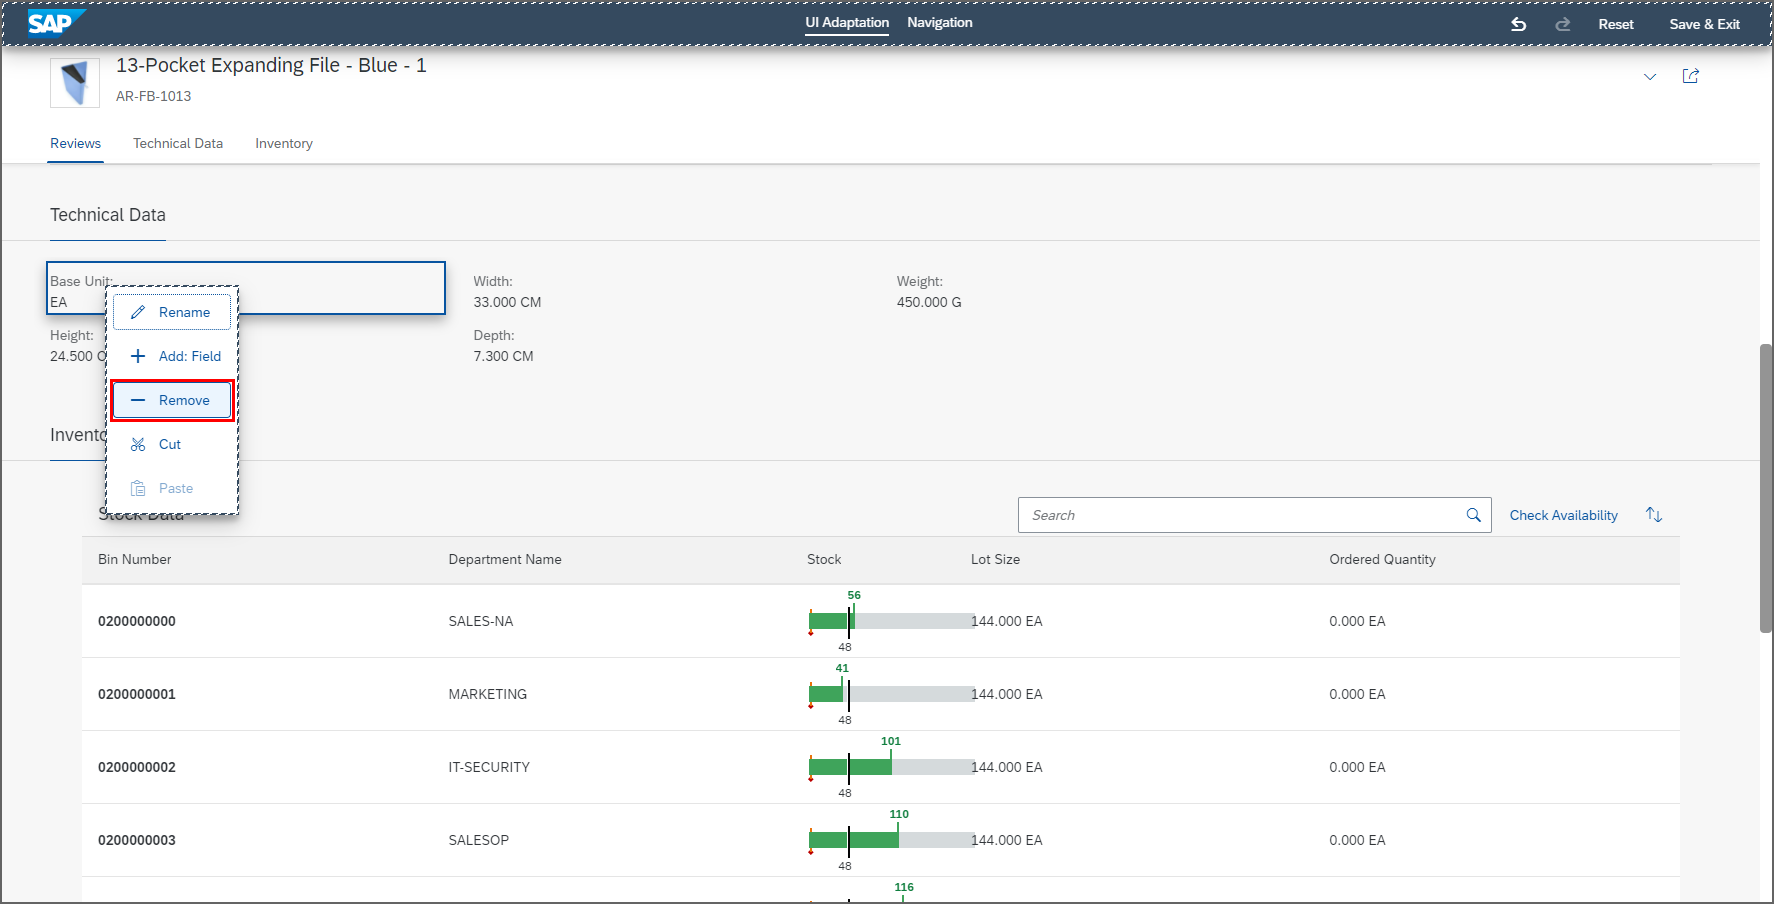 SAP
UI Adaptation Navigation
Reset Save & Exit
13-Pocket Expanding File - Blue - 1
AR-FB-1013
Reviews Technical Data Inventory
Technical Data
Base Unit: Width: Weight:
EA 33.000 CM 450.000 G
Rename
Height: Depth:
24.500 C 7.300 CM
Add: Field
Remove
Invento
Cut
Paste
Stock Data Search Check Availability
Bin Number Department Name Stock Lot Size Ordered Quantity
56
0200000000 SALES-NA 144.000 EA 0.000 EA
48
41
0200000001 MARKETING 144.000 EA 0.000 EA
48
101
0200000002 IT-SECURITY 144.000 EA 0.000 EA
48
110
0200000003 SALESOP 144.000 EA 0.000 EA
48
116